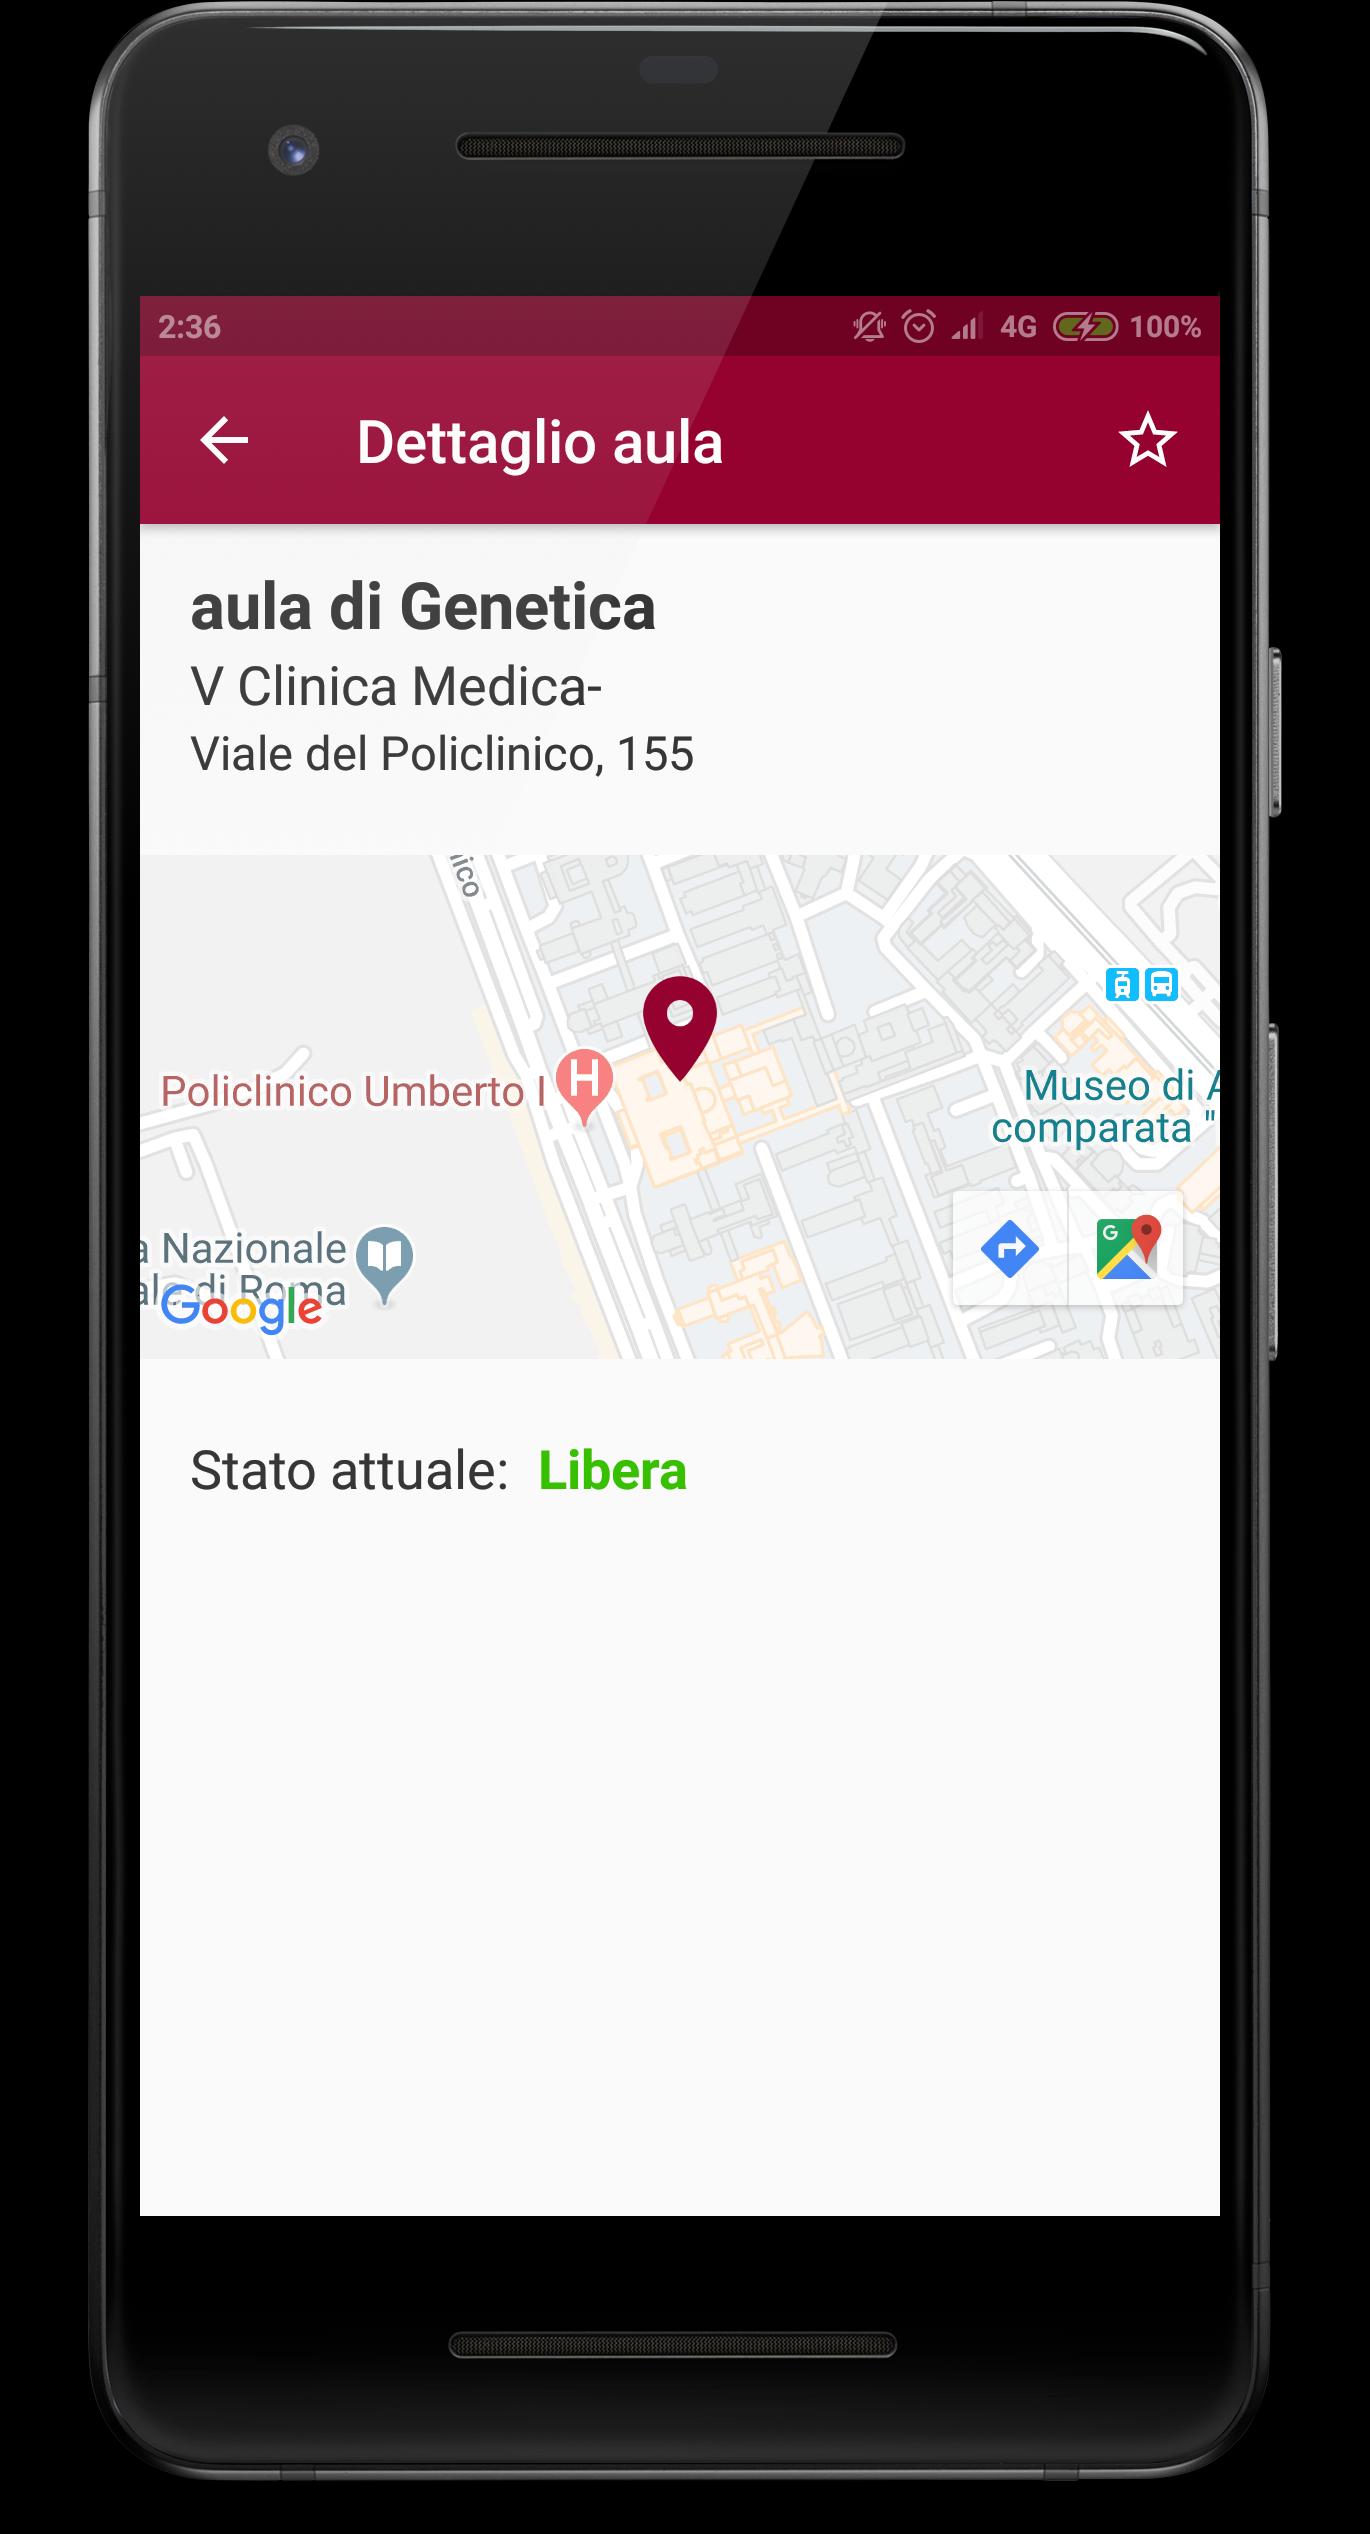 2:36 4G 100%
Dettaglio aula
aula di Genetica
V Clinica Medica-
Viale del Policlinico, 155
ico
Policlinico Umberto I
H
Museo di A
comparata "
a Nazionale
ale di Roma
Google
G
Stato attuale: Libera